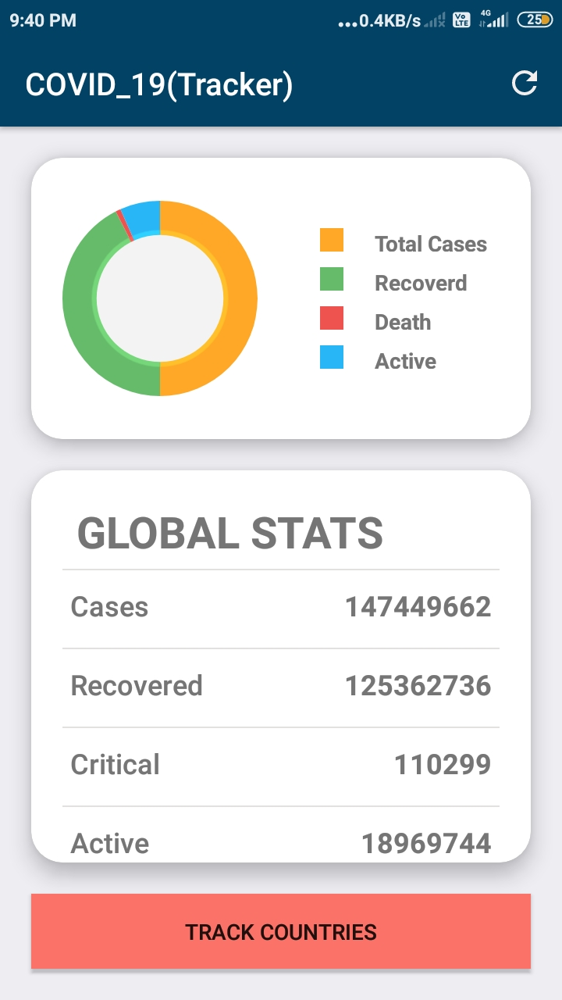 9:40 PM ...0.4KB/s Vo LTE 4G 25
COVID_19(Tracker)
Total Cases
Recoverd
Death
Active
GLOBAL STATS
Cases 147449662
Recovered 125362736
Critical 110299
Active 18969744
TRACK COUNTRIES